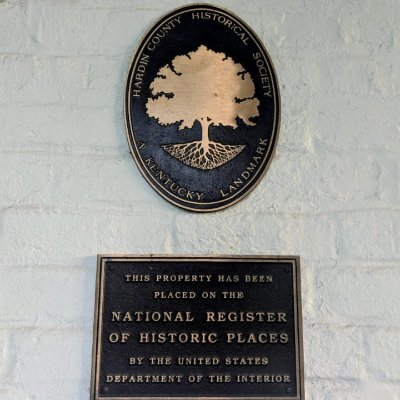 HARDIN COUNTY HISTORICAL SOCIETY
A KENTUCKY LANDMARK
THIS PROPERTY HAS BEEN
PLACED ON THE
NATIONAL REGISTER
OF HISTORIC PLACES
BY THE UNITED STATES
DEPARTMENT OF THE INTERIOR